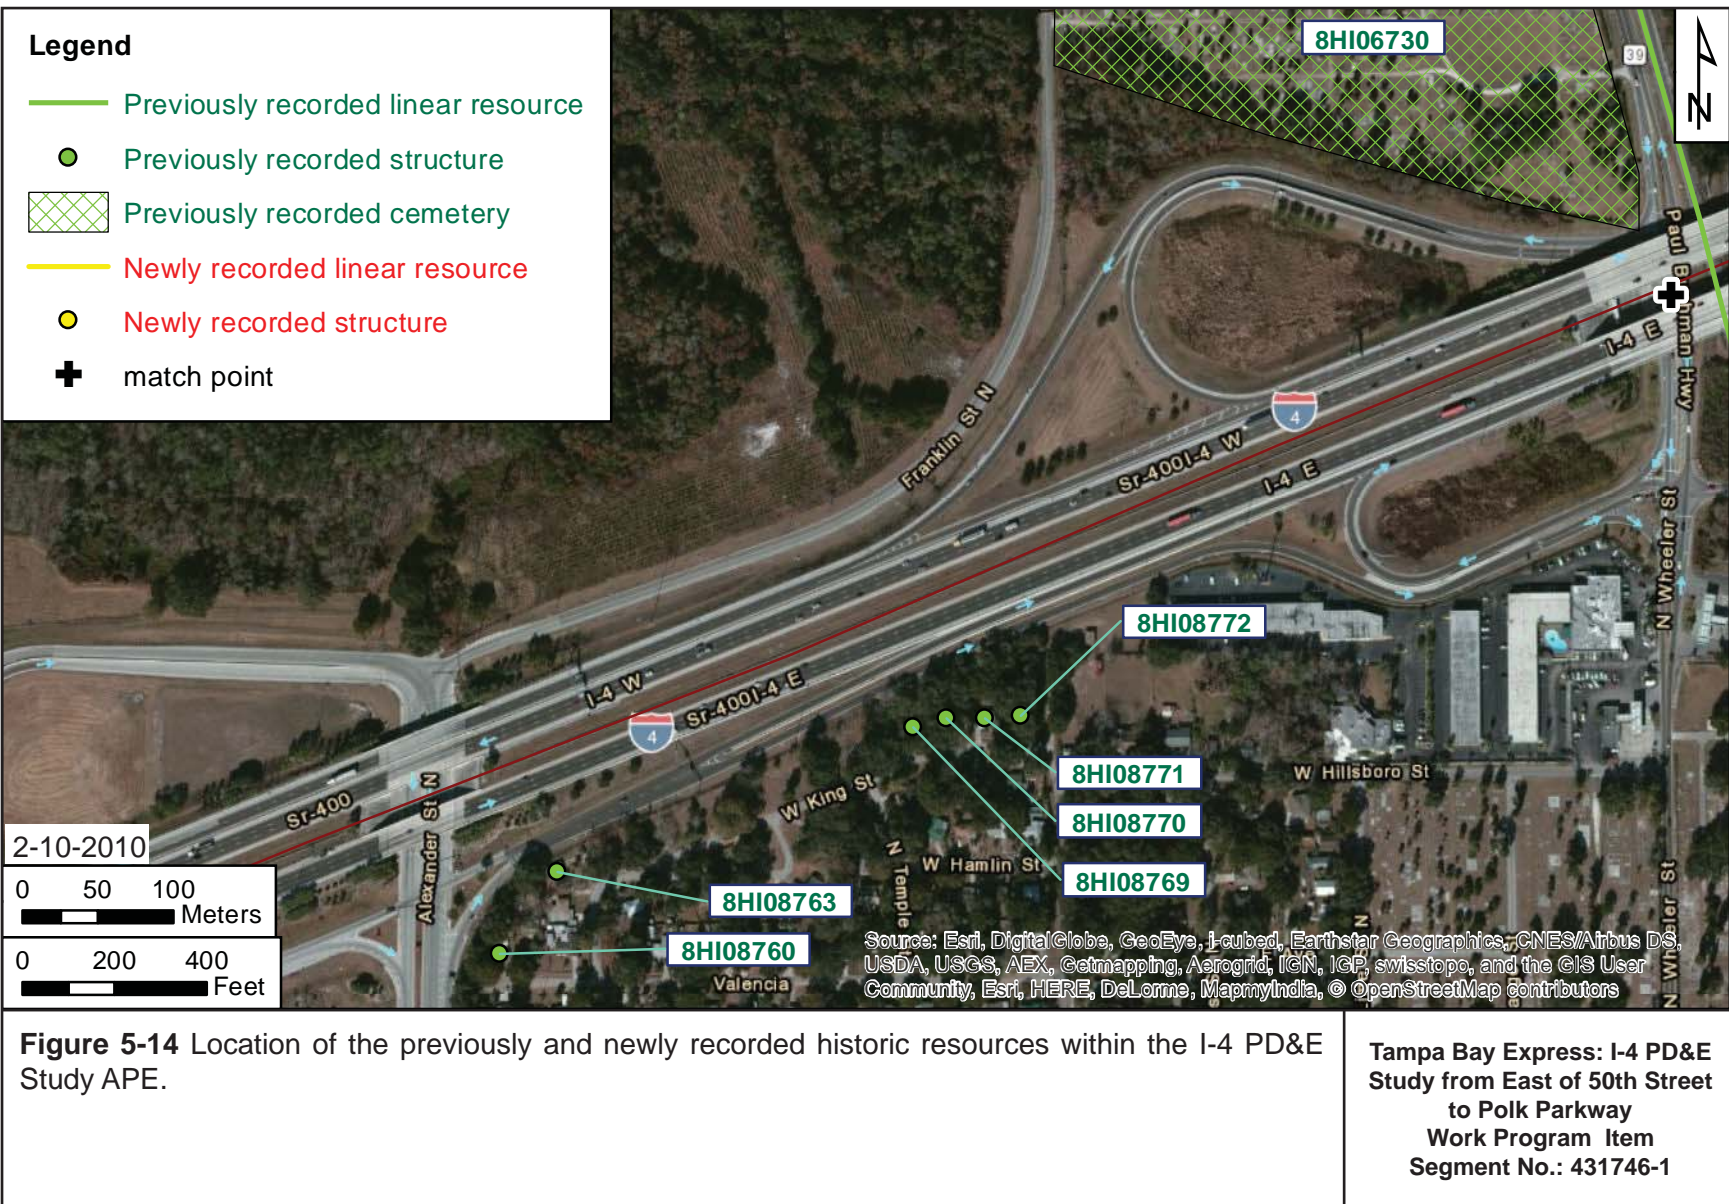 Legend
Previously recorded linear resource
Previously recorded structure
Previously recorded cemetery
Newly recorded linear resource
Newly recorded structure
match point
8HI06730
39
N
Paul B hman Hwy
I-4 E
4
Franklin St N
Sr-400I-4 W
I-4 E
N Wheeler St
8HI08772
I-4 W
Sr-400I-4 E
4
8HI08771
W Hillsboro St
W King St
8HI08770
Sr-400
Alexander St N
2-10-2010
N Temple
W Hamlin St
8HI08769
0 50 100
Meters
8HI08763
N Wheeler St
8HI08760
0 200 400
Feet
Valencia
Source: Esri, DigitalGlobe, GeoEye, i-cubed, Earthstar Geographics, CNES/Airbus DS,
USDA, USGS, AEX, Getmapping, Aerogrid, IGN, IGP, swisstopo, and the GIS User
Community, Esri, HERE, DeLorme, MapmyIndia, © OpenStreetMap contributors
N Wheeler St
Figure 5-14 Location of the previously and newly recorded historic resources within the I-4 PD&E
Study APE.
Tampa Bay Express: I-4 PD&E
Study from East of 50th Street
to Polk Parkway
Work Program Item
Segment No.: 431746-1